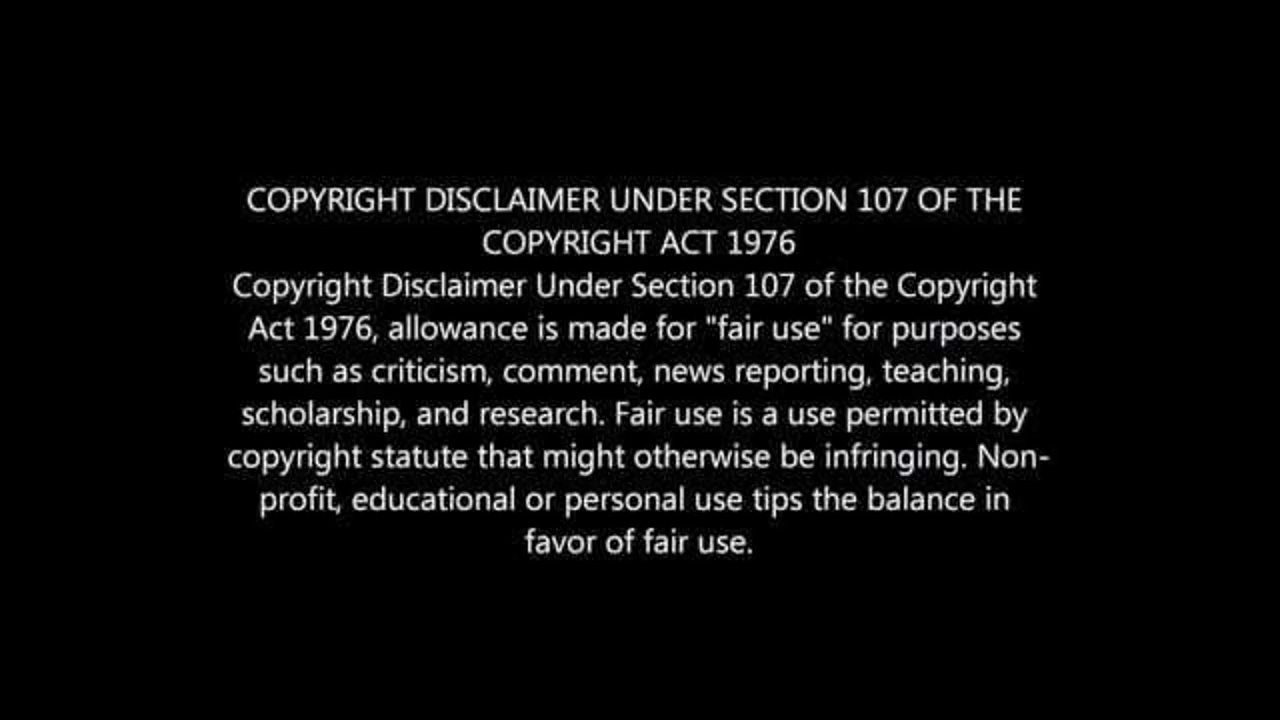 COPYRIGHT DISCLAIMER UNDER SECTION 107 OF THE
COPYRIGHT ACT 1976
Copyright Disclaimer Under Section 107 of the Copyright
Act 1976, allowance is made for "fair use" for purposes
such as criticism, comment, news reporting, teaching,
scholarship, and research. Fair use is a use permitted by
copyright statute that might otherwise be infringing. Non-
profit, educational or personal use tips the balance in
favor of fair use.